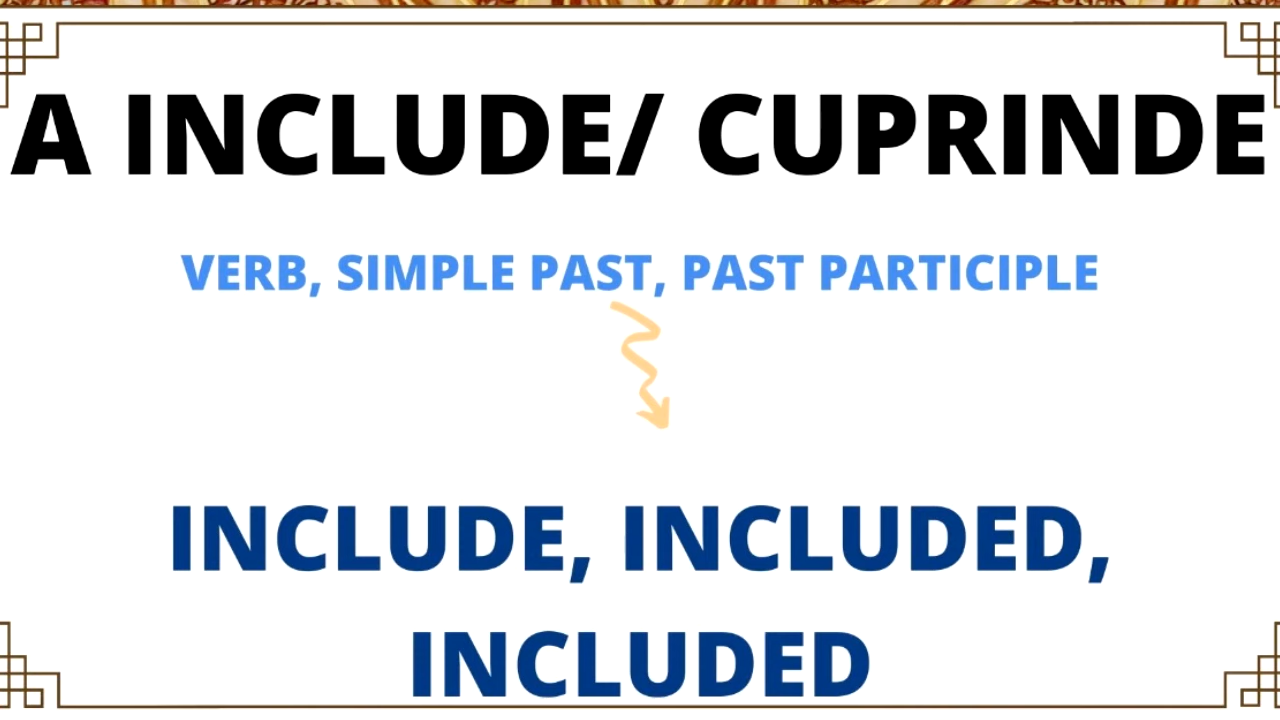 A INCLUDE/ CUPRINDE
VERB, SIMPLE PAST, PAST PARTICIPLE
INCLUDE, INCLUDED,
INCLUDED